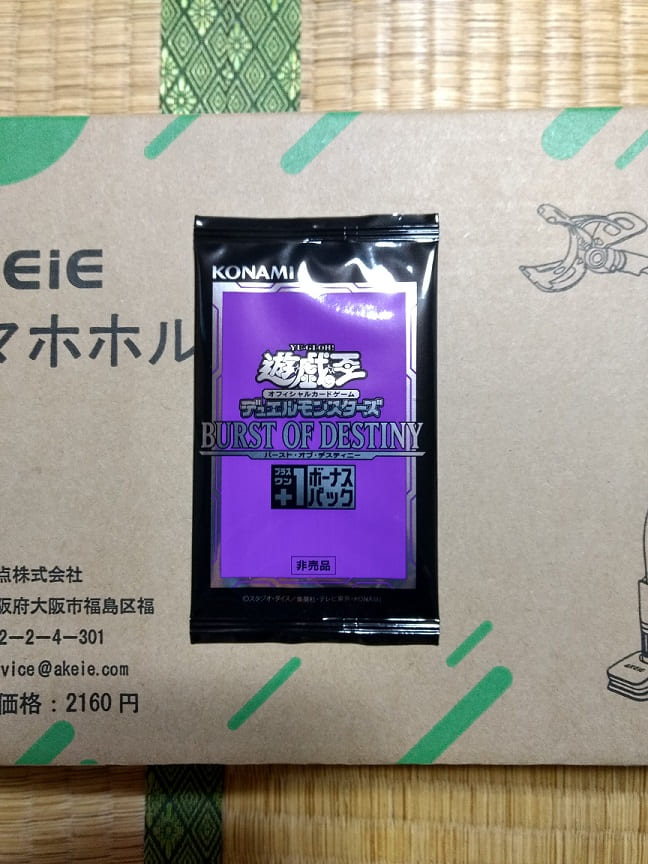 KONAMI
YU-GI-OH!
遊戯王
オフィシャルカードゲーム
デュエルモンスターズ
BURST OF DESTINY
バースト・オブ・デスティニー
プラス
ワン
+1
ボーナス
パック
非売品
©スタジオ・ダイス/集英社・テレビ東京・KONAMI
EiE
マホホル
点株式会社
阪府大阪市福島区福
2-2-4-301
vice@akeie.com
価格：2160円
AKEIE